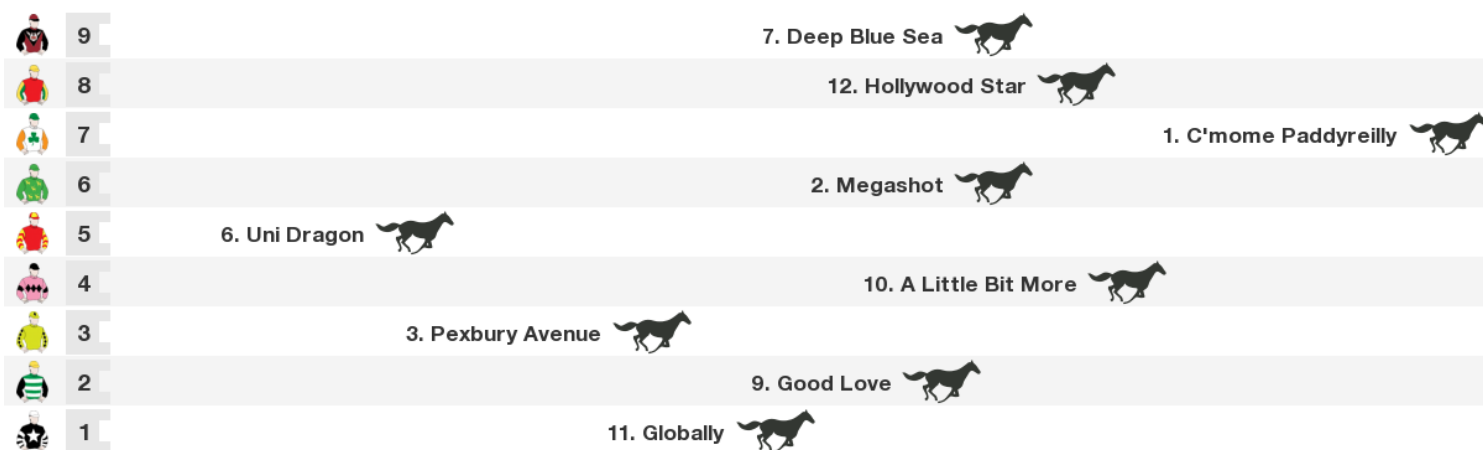 9 7. Deep Blue Sea
8 12. Hollywood Star
7 1. C'mome Paddyreilly
6 2. Megashot
5 6. Uni Dragon
4 10. A Little Bit More
3 3. Pexbury Avenue
2 9. Good Love
1 11. Globally